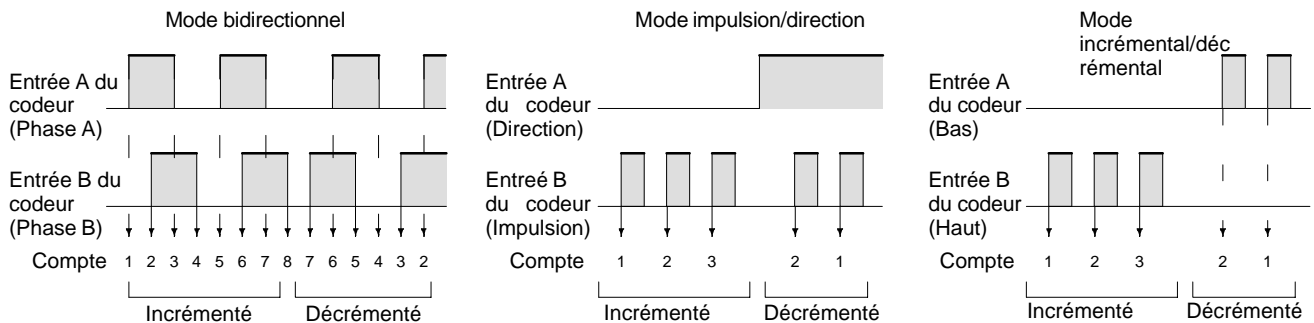 Mode bidirectionnel
Entrée A du
codeur
(Phase A)
Entrée B du
codeur
(Phase B)
Compte 1 2 3 4 5 6 7 8 7 6 5 4 3 2
Incrémenté Décrémenté
Mode impulsion/direction
Entrée A
du codeur
(Direction)
Entreé B
du codeur
(Impulsion)
Compte 1 2 3 2 1
Incrémenté Décrémenté
Mode
incrémental/déc
rémental
Entrée A
du codeur
(Bas)
Entrée B
du codeur
(Haut)
Compte 1 2 3 2 1
Incrémenté Décrémenté